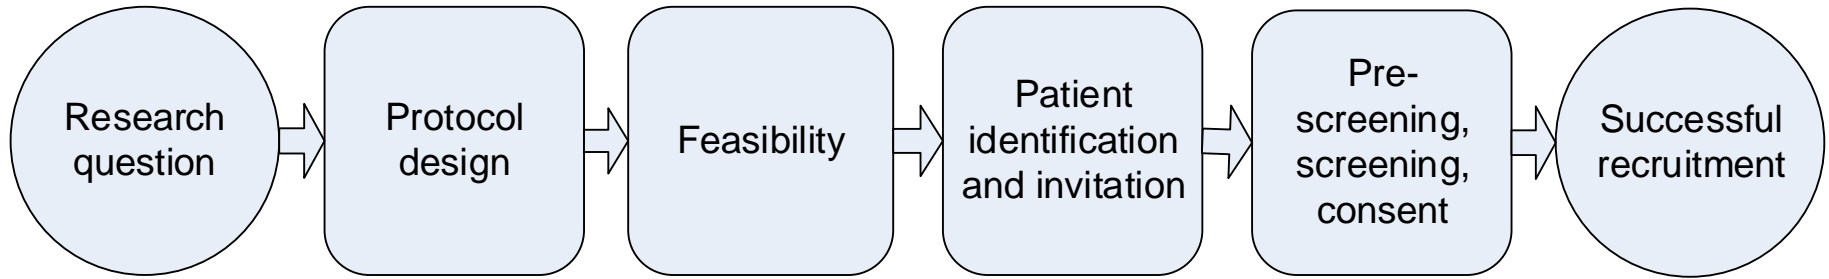 Research
question
Protocol
design
Feasibility
Patient
identification
and invitation
Pre-
screening,
screening,
consent
Successful
recruitment